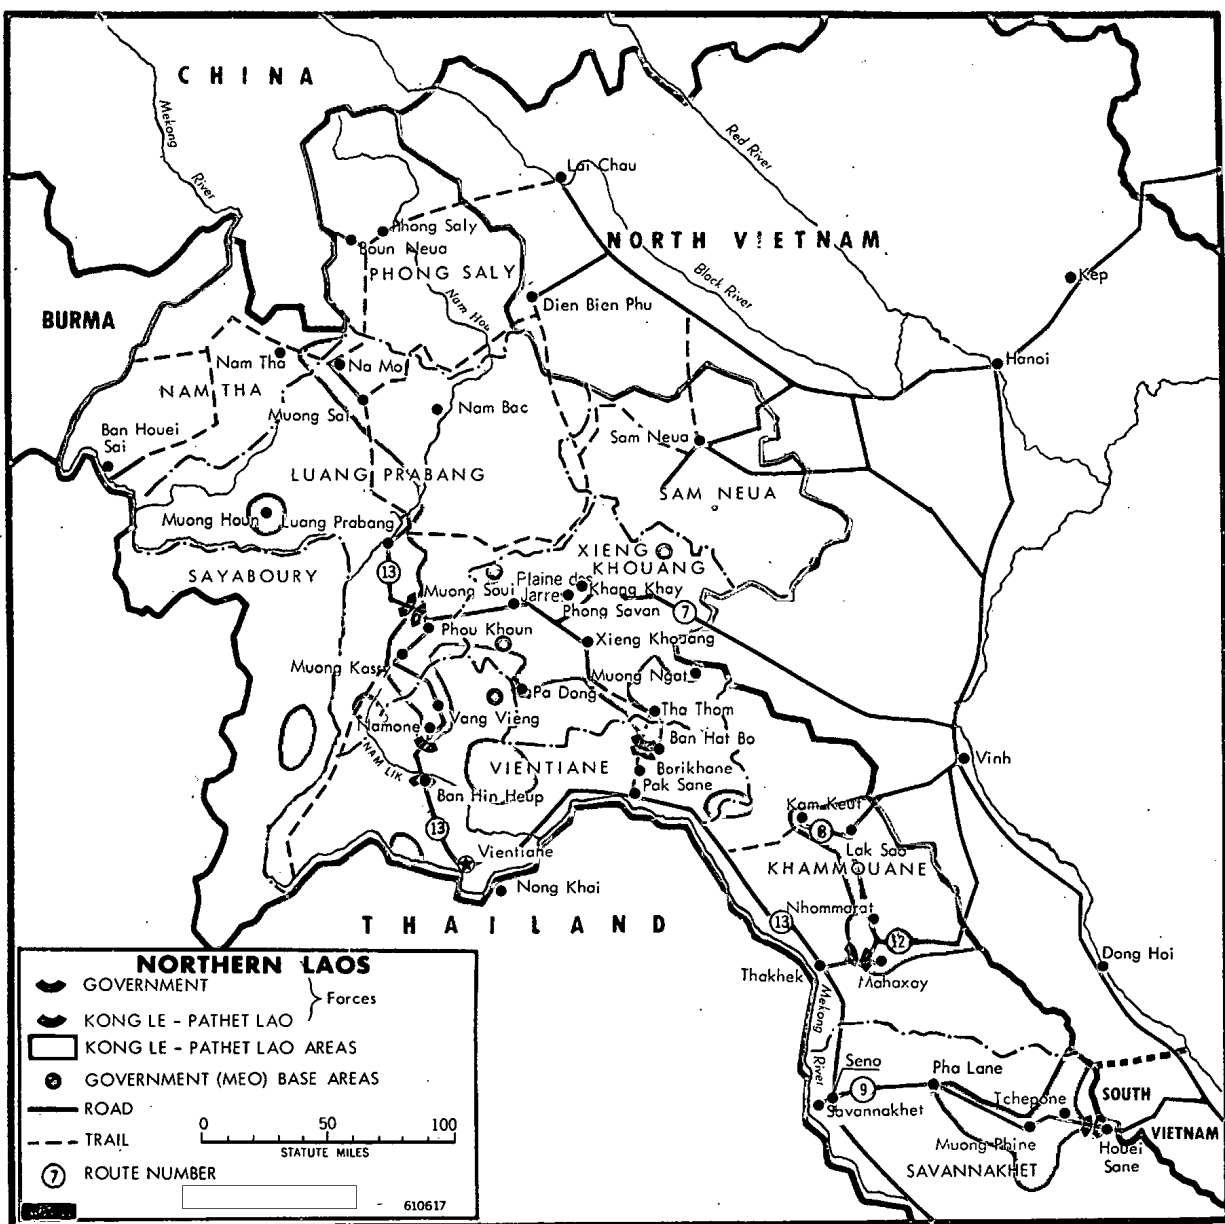 CHINA
Mekong
River
Red River
Lai Chau
NORTH VIETNAM
Phong Saly
Boun Neua
PHONG SALY
Black River
Kep
Nam Hou
Dien Bien Phu
BURMA
Hanoi
Nam Tha
Na Mo
NAM THA
Muong Sai
Nam Bac
Ban Houei
Sai
Sam Neua
LUANG PRABANG
SAM NEUA
Muong Houn
Luang Prabang
XIENG
KHOUANG
SAYABOURY
13
Muong Soui
Plaine des
Jarres
Khang Khay
Phong Savan
7
Phou Khoun
Xieng Khouang
Muong Kassy
Muong Ngat
Pa Dong
Tha Thom
Vang Vieng
Namone
Ban Hat Bo
NAM LIK
VIENTIANE
Borikhane
Vinh
Pak Sane
Ban Hin Heup
Kam Keut
13
8
Lak Sao
Vientiane
KHAMMOUANE
Nong Khai
Nhommarat
THAILAND
13
12
Dong Hoi
Thakhek
Mahaxay
Mekong
River
Seno
Pha Lane
9
SOUTH
Tchepone
Savannakhet
VIETNAM
Muong Phine
Houei
Sane
SAVANNAKHET
NORTHERN LAOS
GOVERNMENT
Forces
KONG LE - PATHET LAO
KONG LE - PATHET LAO AREAS
GOVERNMENT (MEO) BASE AREAS
ROAD
0 50 100
TRAIL
STATUTE MILES
7 ROUTE NUMBER
610617